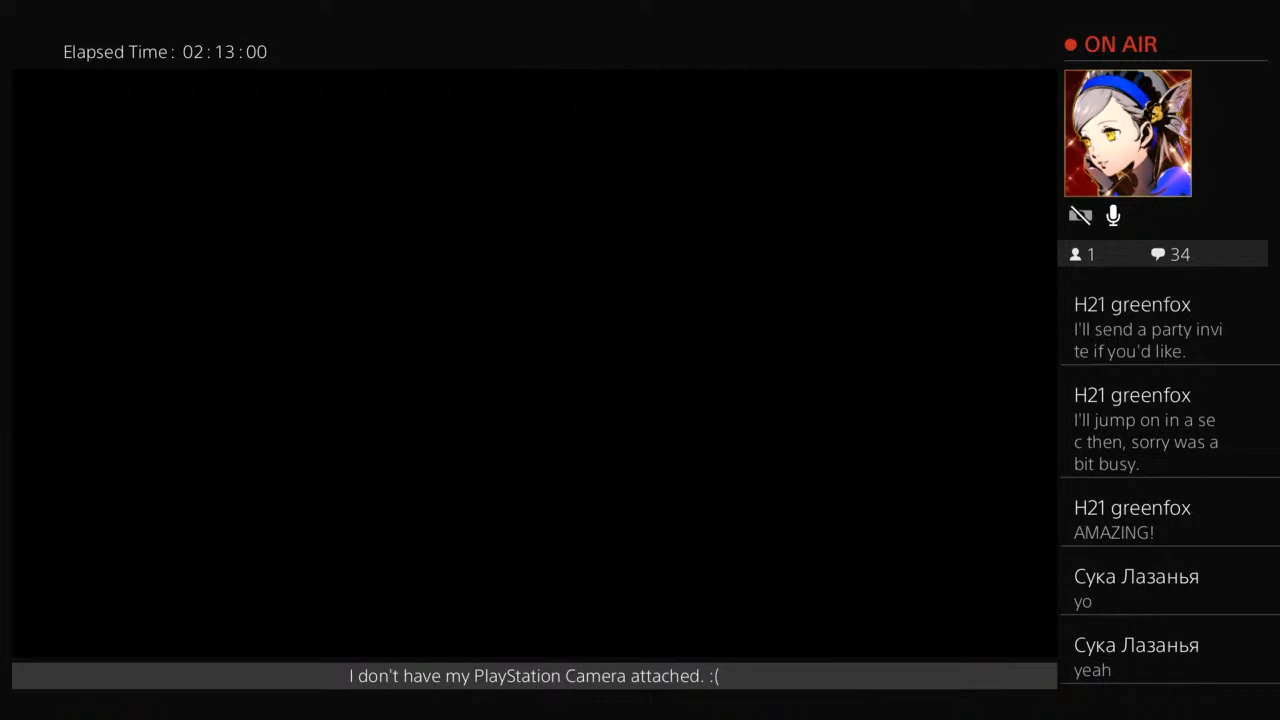 Elapsed Time: 02:13:00
ON AIR
1 34
H21 greenfox
I'll send a party invi
te if you'd like.
H21 greenfox
I'll jump on in a se
c then, sorry was a
bit busy.
H21 greenfox
AMAZING!
Сука Лазанья
yo
Сука Лазанья
yeah
I don't have my PlayStation Camera attached. :(